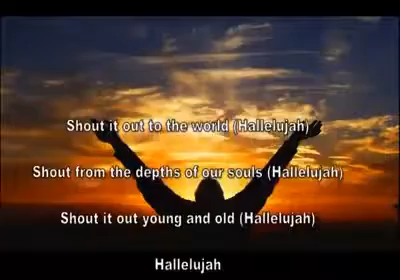 Shout it out to the world (Hallelujah)
Shout from the depths of our souls (Hallelujah)
Shout it out young and old (Hallelujah)
Hallelujah